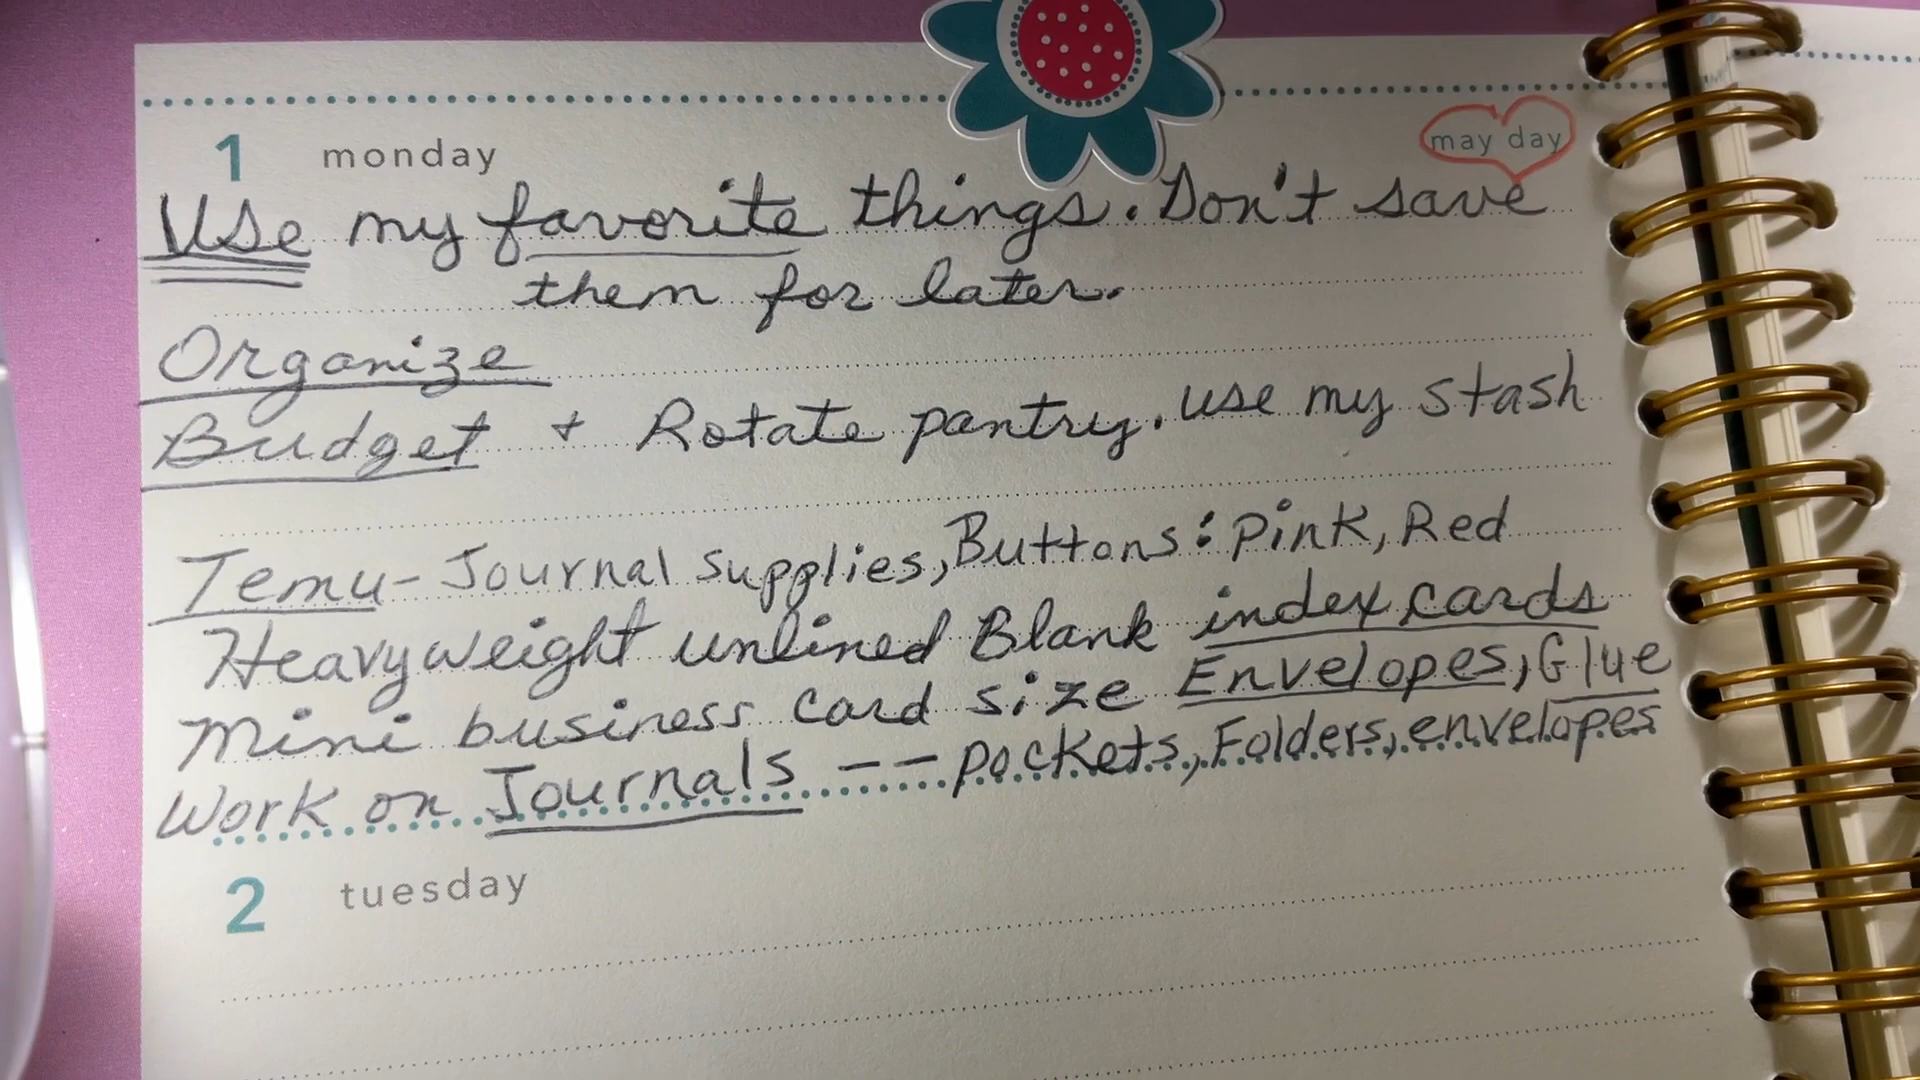 1 monday may day
Use my favorite things. Don't save
them for later.
Organize
Budget + Rotate pantry. use my stash
Temu- Journal supplies, Buttons: Pink, Red
Heavyweight unlined Blank index cards
Mini business card size Envelopes, Glue
Work on Journals -- pockets, Folders, envelopes
2 tuesday